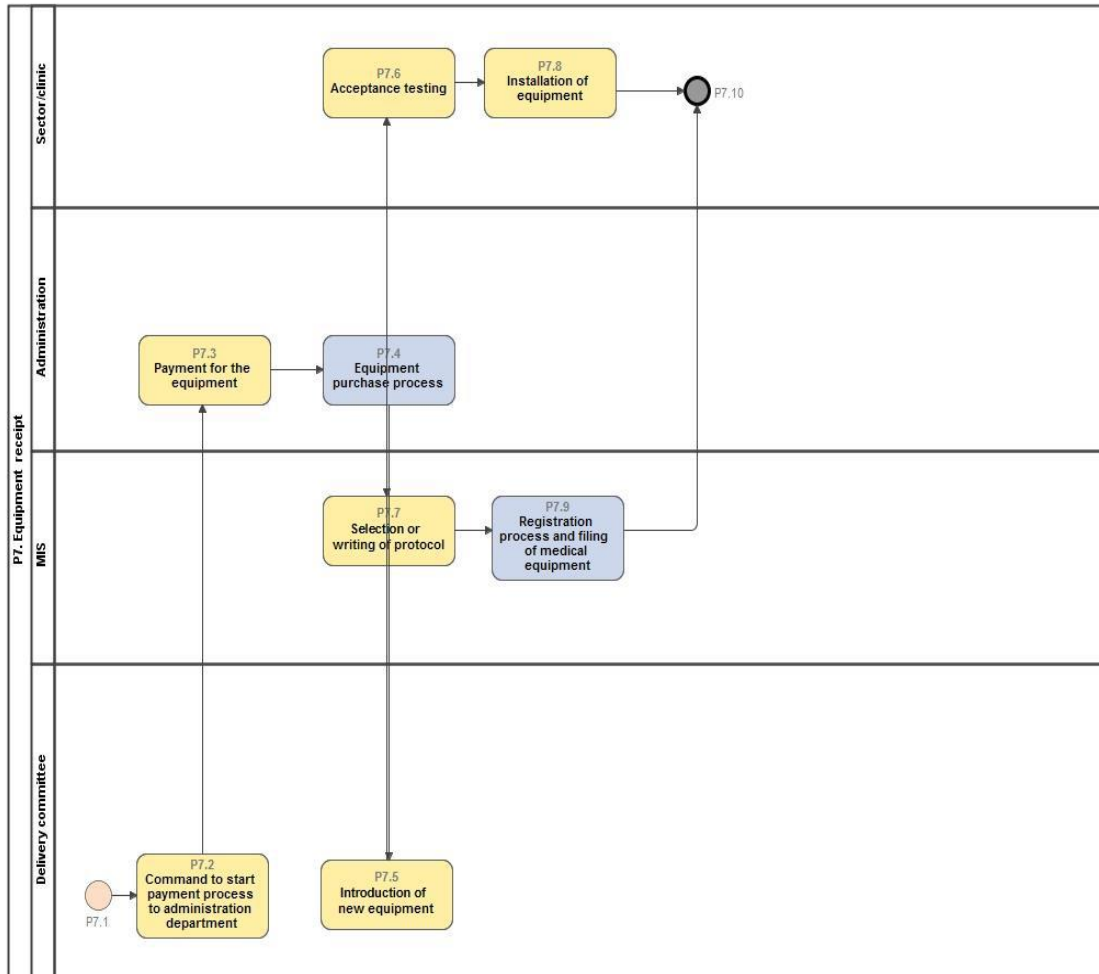 P7. Equipment receipt
Sector/clinic
P7.6
Acceptance testing
P7.8
Installation of
equipment
P7.10
Administration
P7.3
Payment for the
equipment
P7.4
Equipment
purchase process
MIS
P7.7
Selection or
writing of protocol
P7.9
Registration
process and filing
of medical
equipment
Delivery committee
P7.1
P7.2
Command to start
payment process
to administration
department
P7.5
Introduction of
new equipment